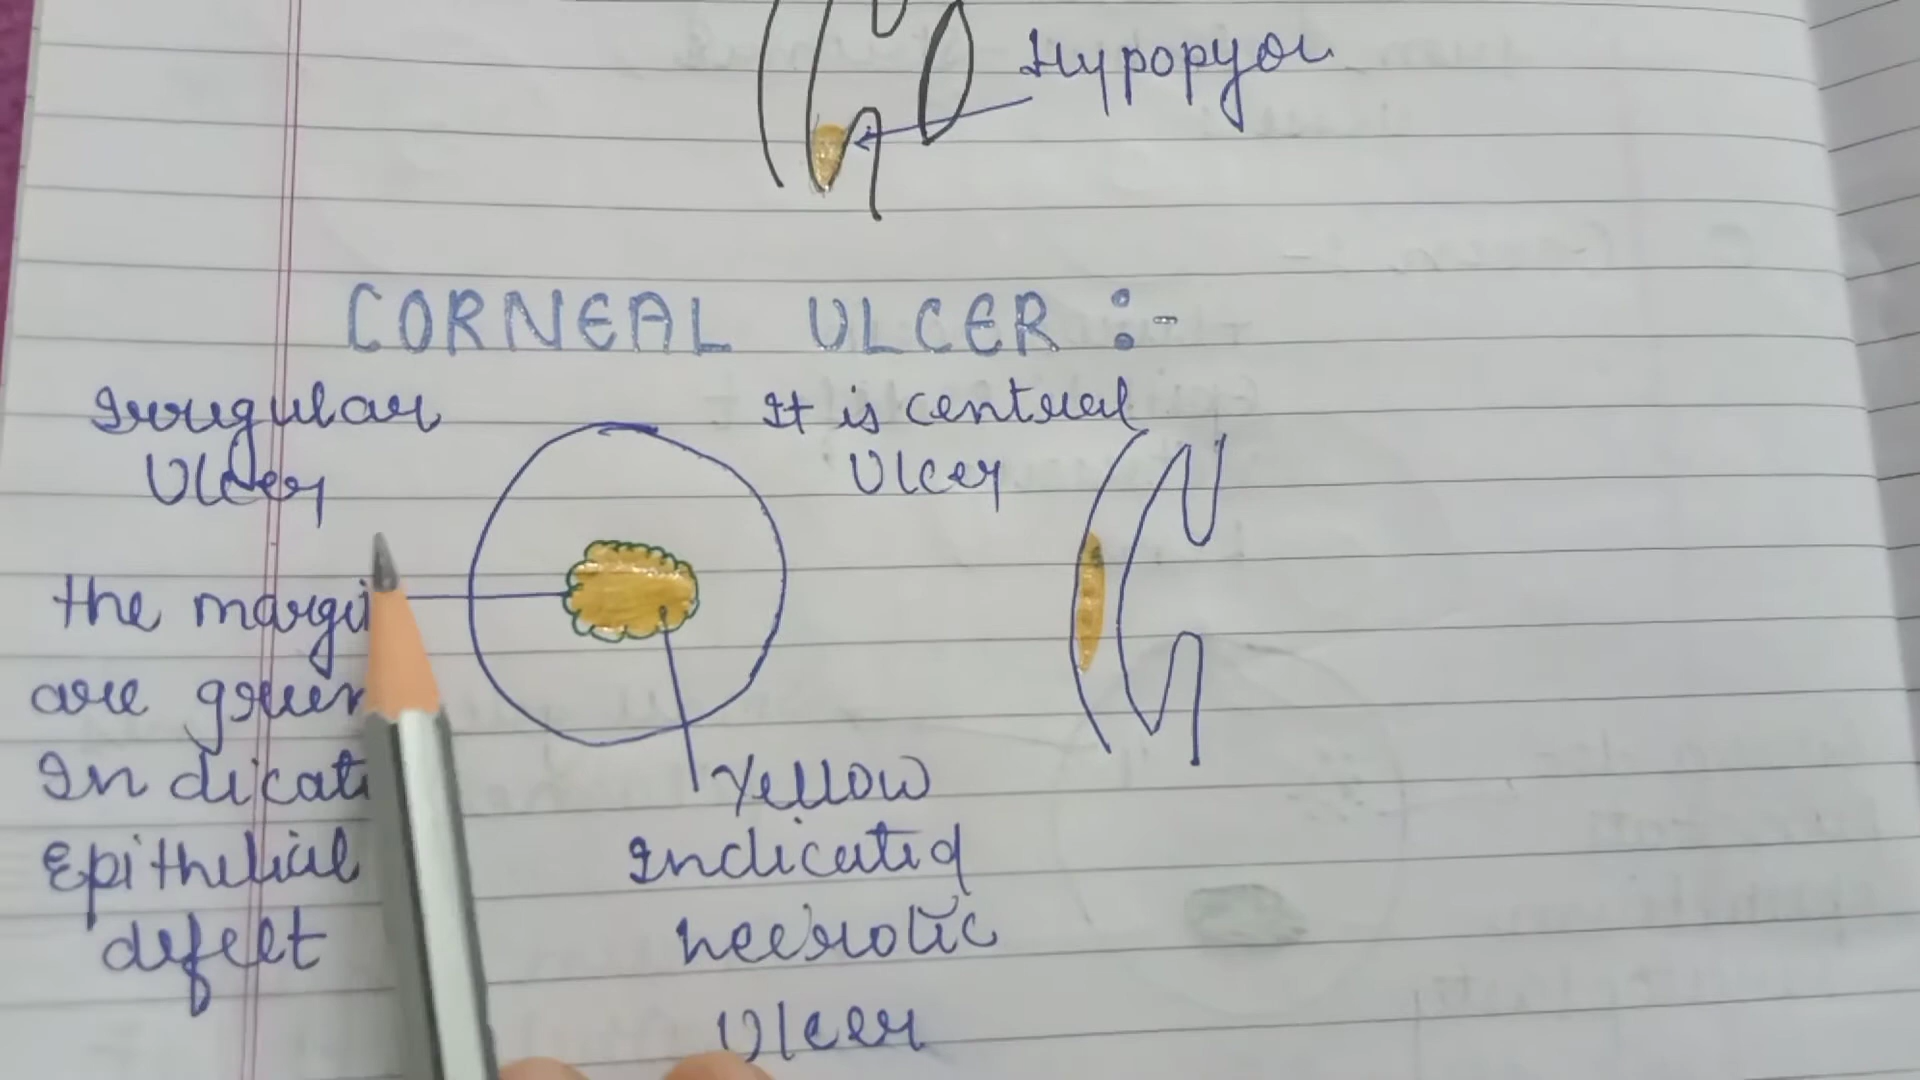 Hypopyon
CORNEAL ULCER :-
Irregular
Ulcer
It is central
Ulcer
the margi
are green
Indicati
Epithelial
defect
Yellow
Indicatiq
necrotic
Ulcer